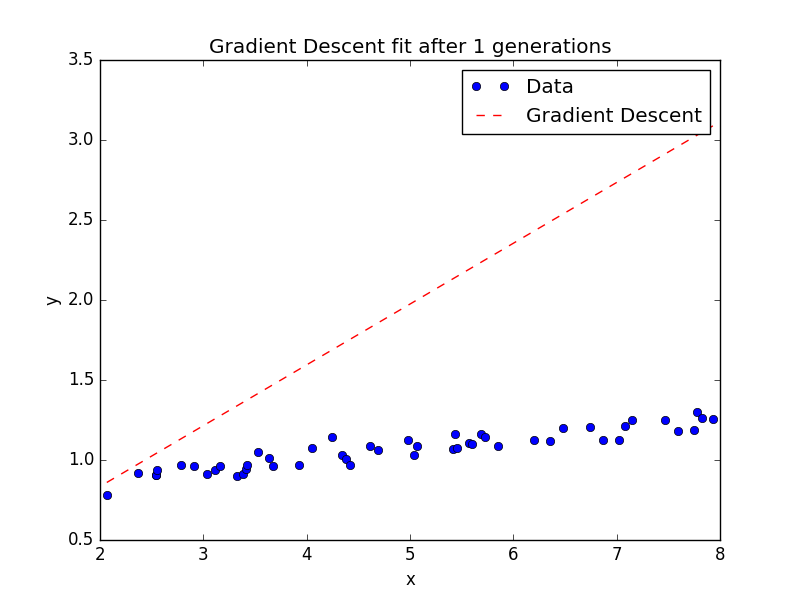 Gradient Descent fit after 1 generations
Data
Gradient Descent
3.5
3.0
2.5
2.0
1.5
1.0
0.5
y
2 3 4 5 6 7 8
x